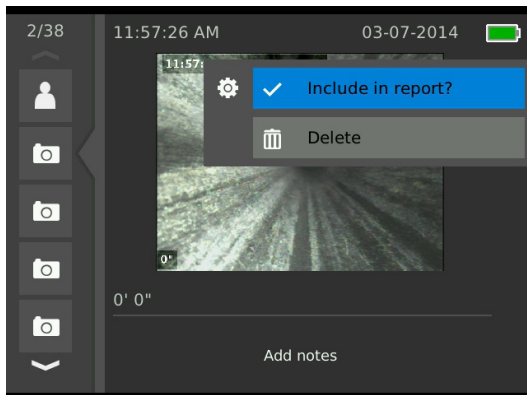 2/38
11:57:26 AM
03-07-2014
11:57:
Include in report?
Delete
0"
0' 0"
Add notes